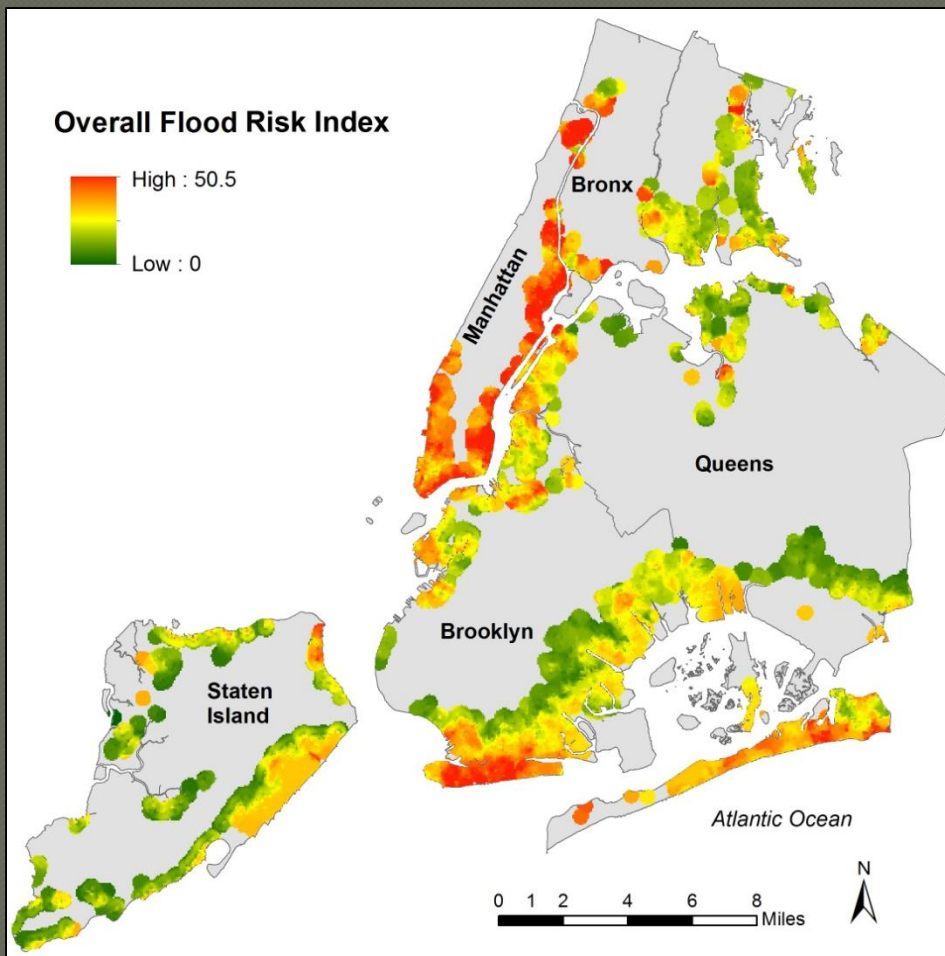 Overall Flood Risk Index
High : 50.5
Low : 0
Bronx
Manhattan
Queens
Brooklyn
Staten
Island
Atlantic Ocean
N
0 1 2 4 6 8
Miles